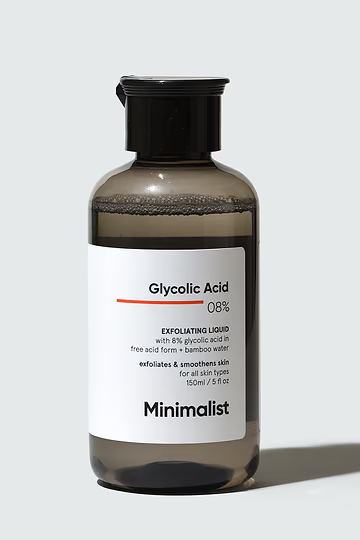 Glycolic Acid
08%
EXFOLIATING LIQUID
with 8% glycolic acid in
free acid form + bamboo water
exfoliates & smoothens skin
for all skin types
150ml / 5 fl oz
Minimalist